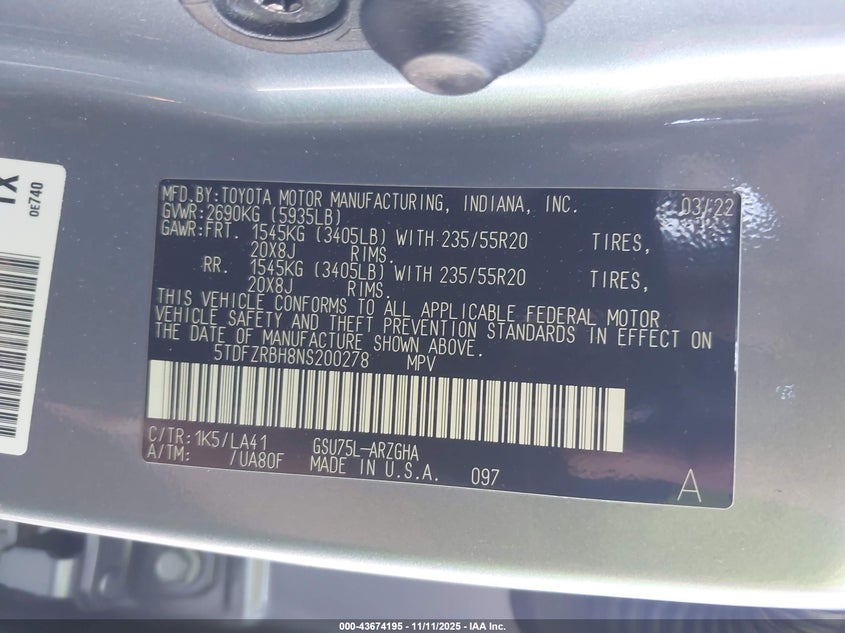 MFD.BY:TOYOTA MOTOR MANUFACTURING, INDIANA, INC. 03/22
GVWR:2690KG (5935LB)
GAWR:FRT. 1545KG (3405LB) WITH 235/55R20 TIRES,
20X8J RIMS.
RR. 1545KG (3405LB) WITH 235/55R20 TIRES,
20X8J RIMS.
THIS VEHICLE CONFORMS TO ALL APPLICABLE FEDERAL MOTOR
VEHICLE SAFETY AND THEFT PREVENTION STANDARDS IN EFFECT ON
THE DATE OF MANUFACTURE SHOWN ABOVE.
5TDFZRBH8NS200278 MPV
C/TR:1K5/LA41 GSU75L-ARZGHA
A/TM: /UA80F MADE IN U.S.A. 097
A
0E740
000-43674195 - 11/11/2025 - IAA Inc.